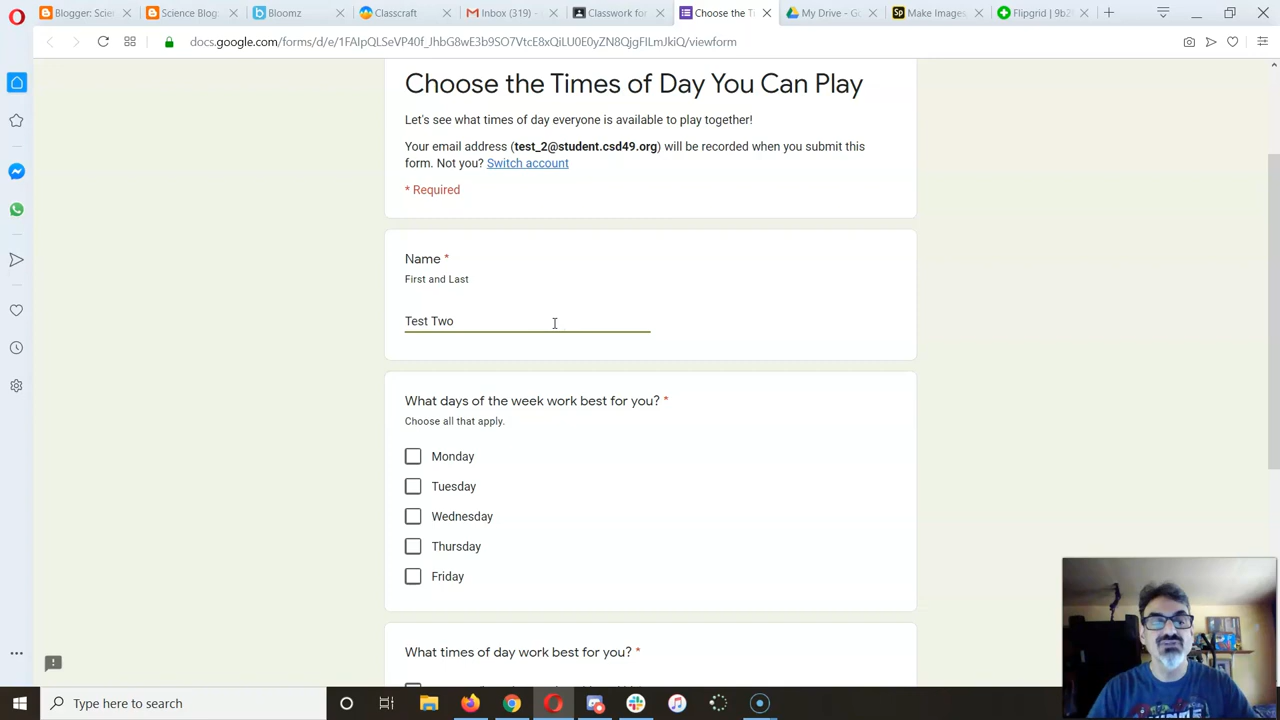 Blogger: Scie
Science Blog:
Bloomz
Classcraft
Gmail (319) -
Classwork for
Choose the Ti
My Drive - Go
Make Images,
Flipgrid | 9b2
docs.google.com/forms/d/e/1FAIpQLSeVP40f_JhbG8wE3b9SO7VtcE8xQiLU0E0yZN8QjgFILmJkiQ/viewform
Choose the Times of Day You Can Play
Let's see what times of day everyone is available to play together!
Your email address (test_2@student.csd49.org) will be recorded when you submit this
form. Not you? Switch account
* Required
Name *
First and Last
Test Two
What days of the week work best for you? *
Choose all that apply.
Monday
Tuesday
Wednesday
Thursday
Friday
What times of day work best for you? *
Type here to search